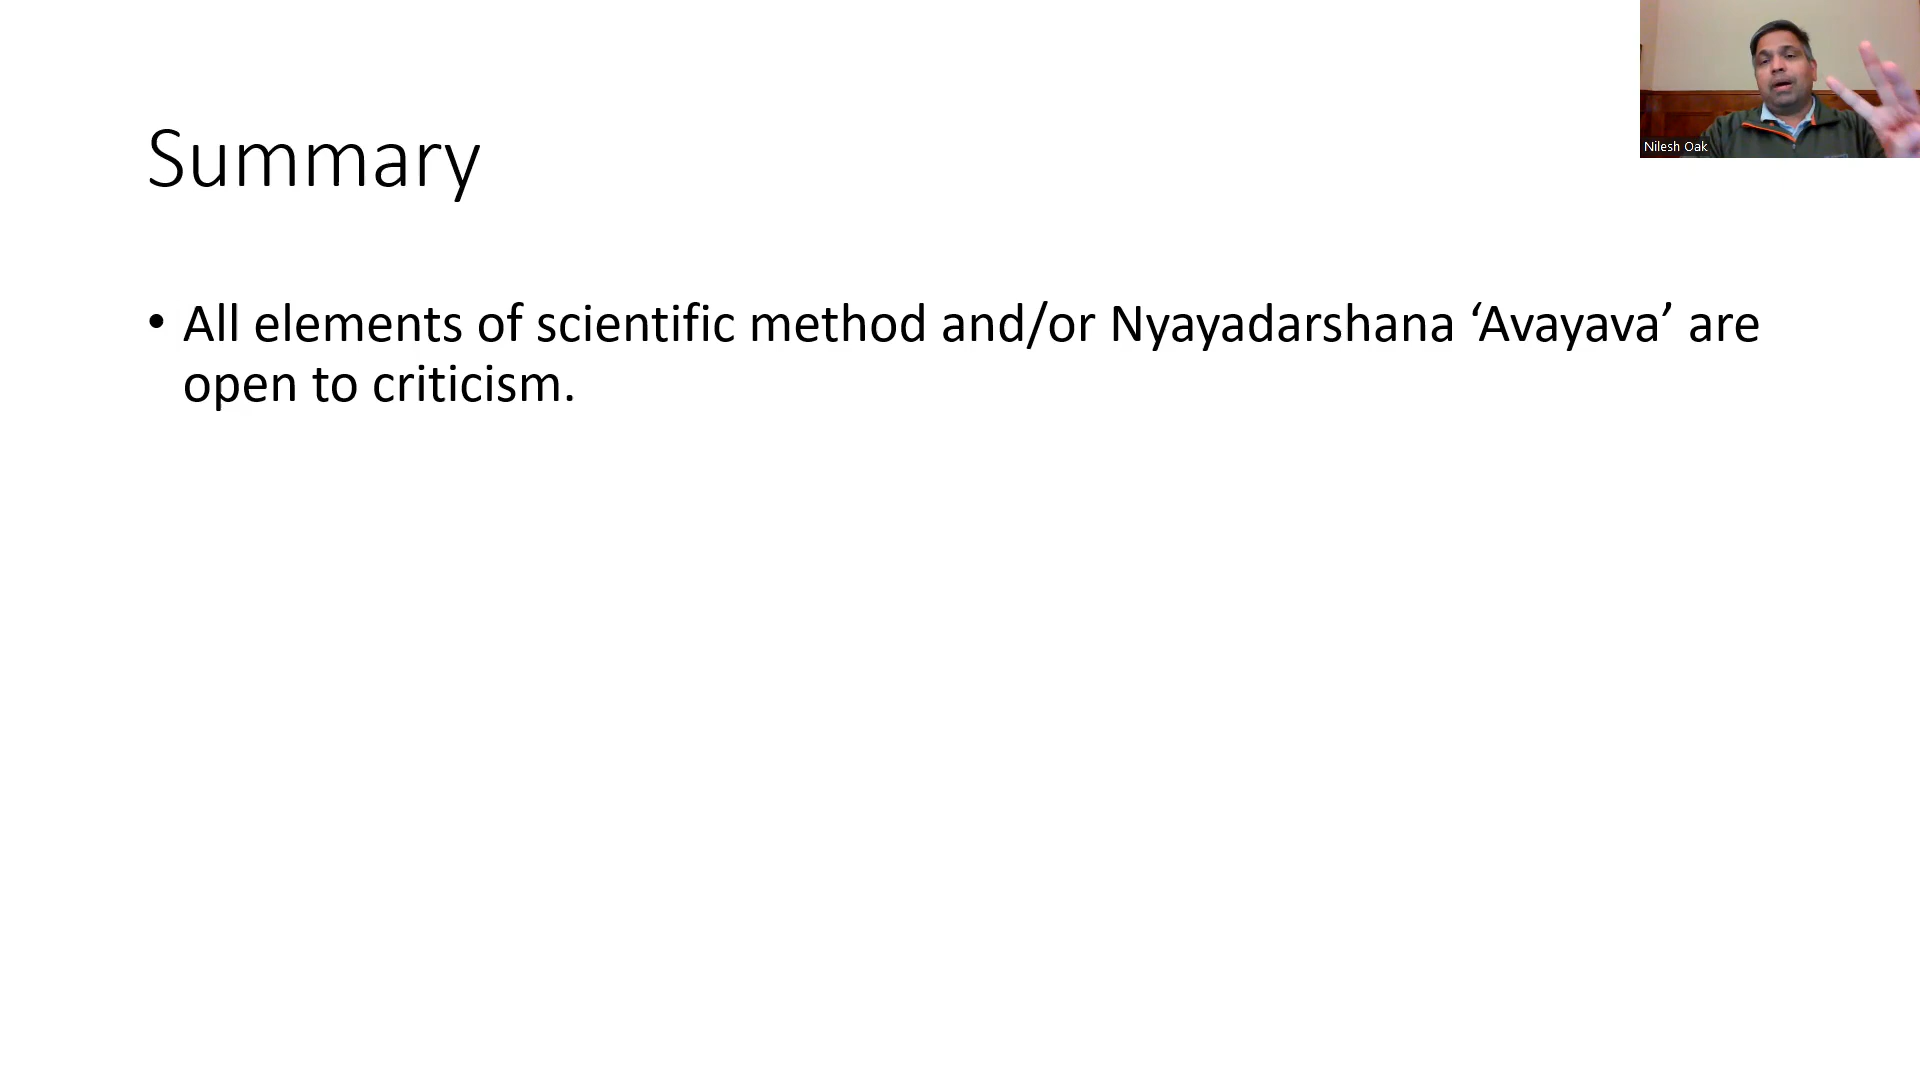 Nilesh Oak
Summary
• All elements of scientific method and/or Nyayadarshana ‘Avayava’ are
open to criticism.